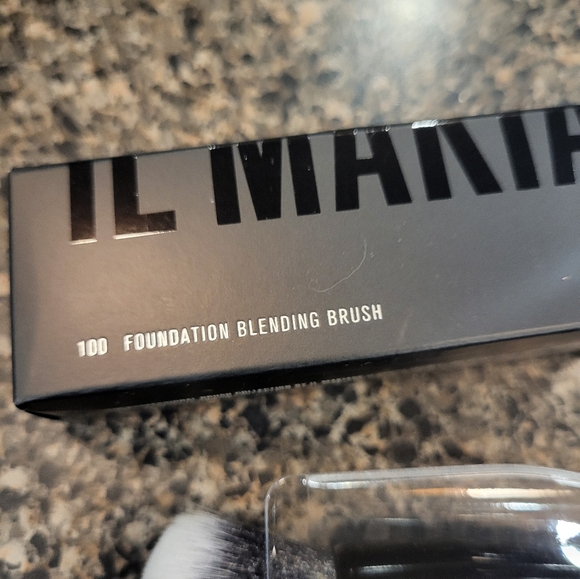 IL MAKIA
100 FOUNDATION BLENDING BRUSH